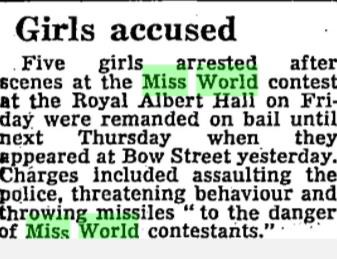 Girls accused
Five girls arrested after
scenes at the Miss World contest
at the Royal Albert Hall on Fri-
day were remanded on bail until
next Thursday when they
appeared at Bow Street yesterday.
Charges included assaulting the
police, threatening behaviour and
throwing missiles "to the danger
of Miss World contestants."